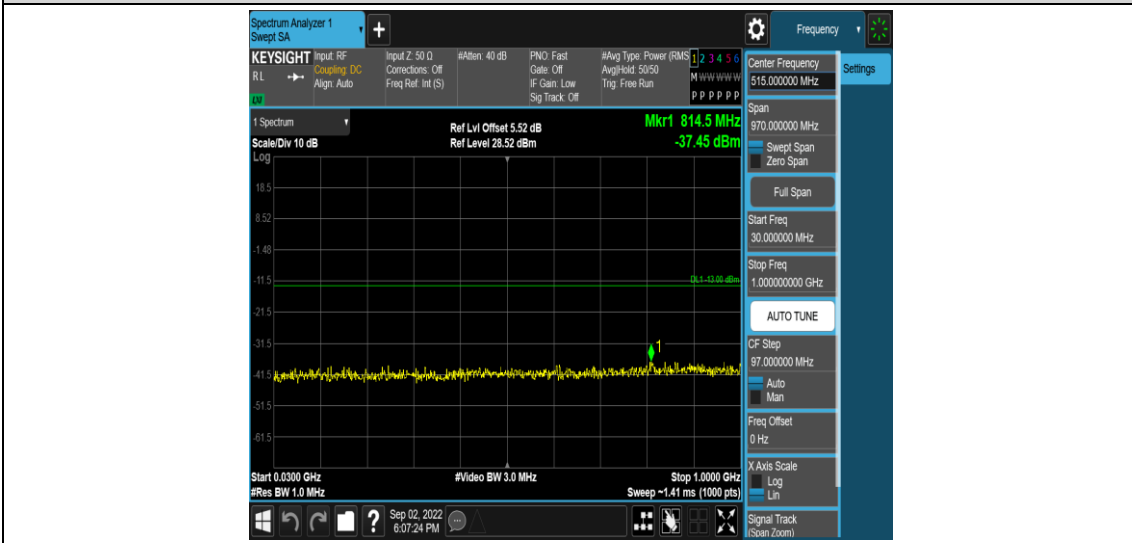 Spectrum Analyzer 1
Swept SA
+
Frequency
KEYSIGHT
R L
LXI
Input: RF
Coupling: DC
Align: Auto
Input Z: 50 Ω
Corrections: Off
Freq Ref: Int (S)
#Atten: 40 dB
PNO: Fast
Gate: Off
IF Gain: Low
Sig Track: Off
#Avg Type: Power (RMS
Avg|Hold: 50/50
Trig: Free Run
1 2 3 4 5 6
M W W W W W
P P P P P P
Center Frequency
515.000000 MHz
Settings
Span
970.000000 MHz
Swept Span
Zero Span
Full Span
Start Freq
30.000000 MHz
Stop Freq
1.000000000 GHz
AUTO TUNE
CF Step
97.000000 MHz
Auto
Man
Freq Offset
0 Hz
X Axis Scale
Log
Lin
Signal Track
(Span Zoom)
1 Spectrum
Scale/Div 10 dB
Log
Ref Lvl Offset 5.52 dB
Ref Level 28.52 dBm
Mkr1 814.5 MHz
-37.45 dBm
18.5
8.52
-1.48
-11.5
DL1 -13.00 dBm
-21.5
-31.5
1
-41.5
-51.5
-61.5
Start 0.0300 GHz
#Res BW 1.0 MHz
#Video BW 3.0 MHz
Stop 1.0000 GHz
Sweep ~1.41 ms (1000 pts)
?
Sep 02, 2022
6:07:24 PM